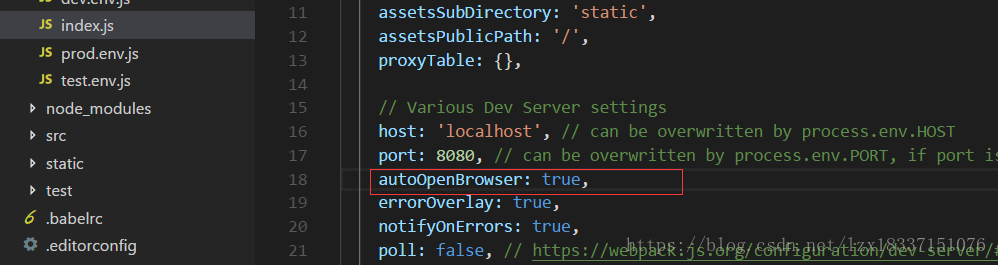 dev.env.js
JS index.js
JS prod.env.js
JS test.env.js
node_modules
src
static
test
.babelrc
.editorconfig
11 assetsSubDirectory: 'static',
12 assetsPublicPath: '/',
13 proxyTable: {},
14
15 // Various Dev Server settings
16 host: 'localhost', // can be overwritten by process.env.HOST
17 port: 8080, // can be overwritten by process.env.PORT, if port is
18 autoOpenBrowser: true,
19 errorOverlay: true,
20 notifyOnErrors: true,
21 poll: false, // https://webpack.js.org/configuration/dev-server/#
https://blog.csdn.net/lzx18337151076